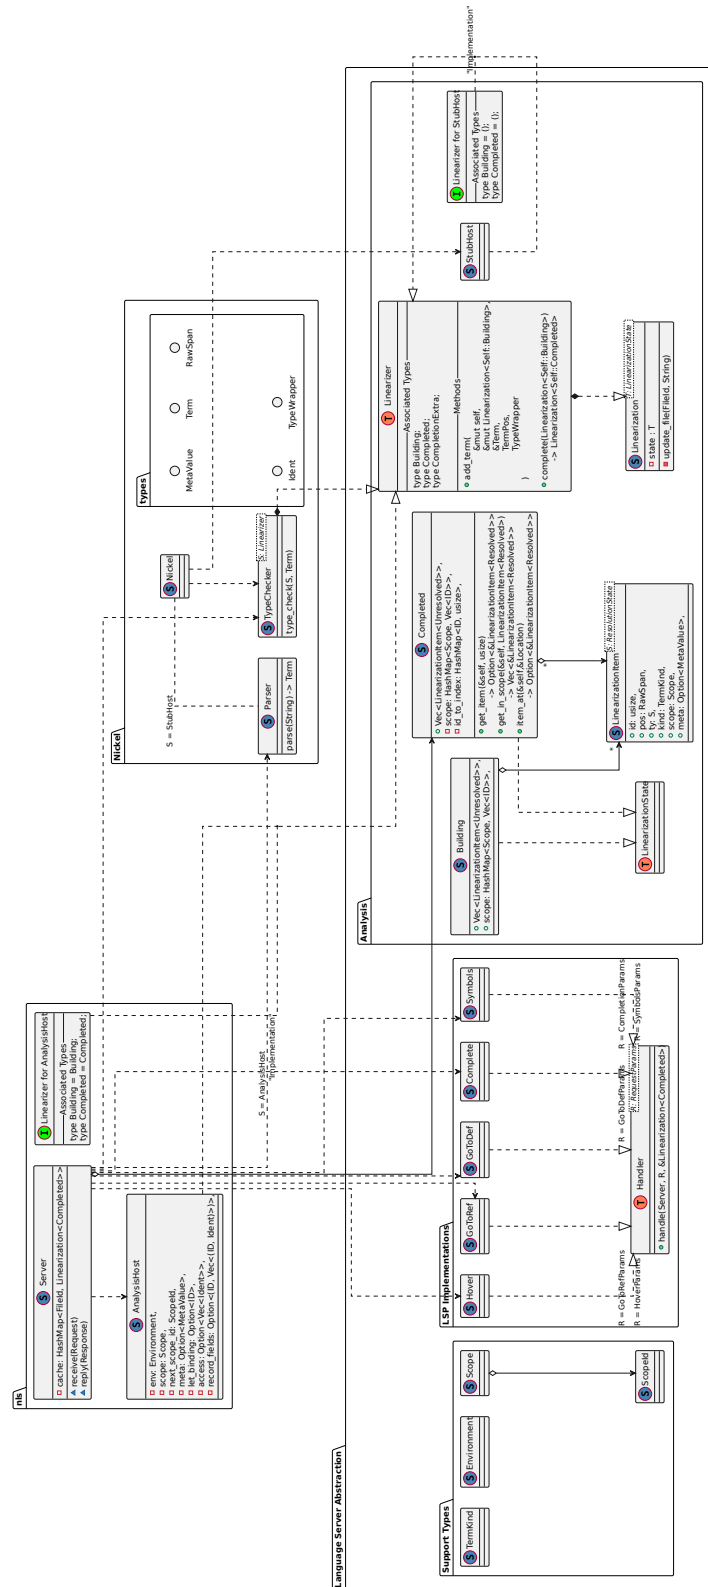 nls
S
Server
cache: HashMap<FileId, Linearization<Completed>>
receive(Request)
reply(Response)
I
Linearizer for AnalysisHost
Associated Types
type Building = Building;
type Completed = Completed;
S
AnalysisHost
env: Environment,
scope: Scope,
next_scope_id: ScopeId,
meta: Option<MetaValue>,
let_binding: Option<ID>,
access: Option<Vec<Ident>>,
record_fields: Option<(ID, Vec<(ID, Ident)>)>
Nickel
types
MetaValue
Term
RawSpan
Ident
TypeWrapper
S
Nickel
S
TypeChecker
S: Linearizer
type_check(S, Term)
S
Parser
parse(String) -> Term
S = StubHost
S = AnalysisHost
"Implementation"
Language Server Abstraction
Analysis
"Implementation"
I
Linearizer for StubHost
Associated Types
type Building = ();
type Completed = ();
S
StubHost
T
Linearizer
Associated Types
type Building;
type Completed;
type CompletionExtra;
Methods
add_term(
&mut self,
&mut Linearization<Self::Building>,
&Term,
TermPos,
TypeWrapper
)
complete(Linearization<Self::Building>)
-> Linearization<Self::Completed>
S
Linearization
S: LinearizationState
state : T
update_file(FileId, String)
S
Completed
Vec<LinearizationItem<Unresolved>>,
scope: HashMap<Scope, Vec<ID>>,
id_to_index: HashMap<ID, usize>,
get_item(&self, usize)
-> Option<&LinearizationItem<Resolved>>
get_in_scope(&self, LinearizationItem<Resolved>)
-> Vec<&LinearizationItem<Resolved>>
item_at(&self,&Location)
-> Option<&LinearizationItem<Resolved>>
S
Building
Vec<LinearizationItem<Unresolved>>,
scope: HashMap<Scope, Vec<ID>>,
*
*
S
LinearizationItem
S: ResolutionState
id: usize,
pos: RawSpan,
ty: S,
kind: TermKind,
scope: Scope,
meta: Option<MetaValue>,
T
LinearizationState
LSP Implementations
S
Hover
S
GoToRef
S
GoToDef
S
Complete
S
Symbols
R = GoToRefParams
R = HoverParams
R = GoToDefParams
R = CompletionParams
R = SymbolsParams
T
Handler
R: RequestParams
handle(Server, R, &Linearization<Completed>)
Support Types
S
TermKind
S
Environment
S
Scope
S
ScopeId